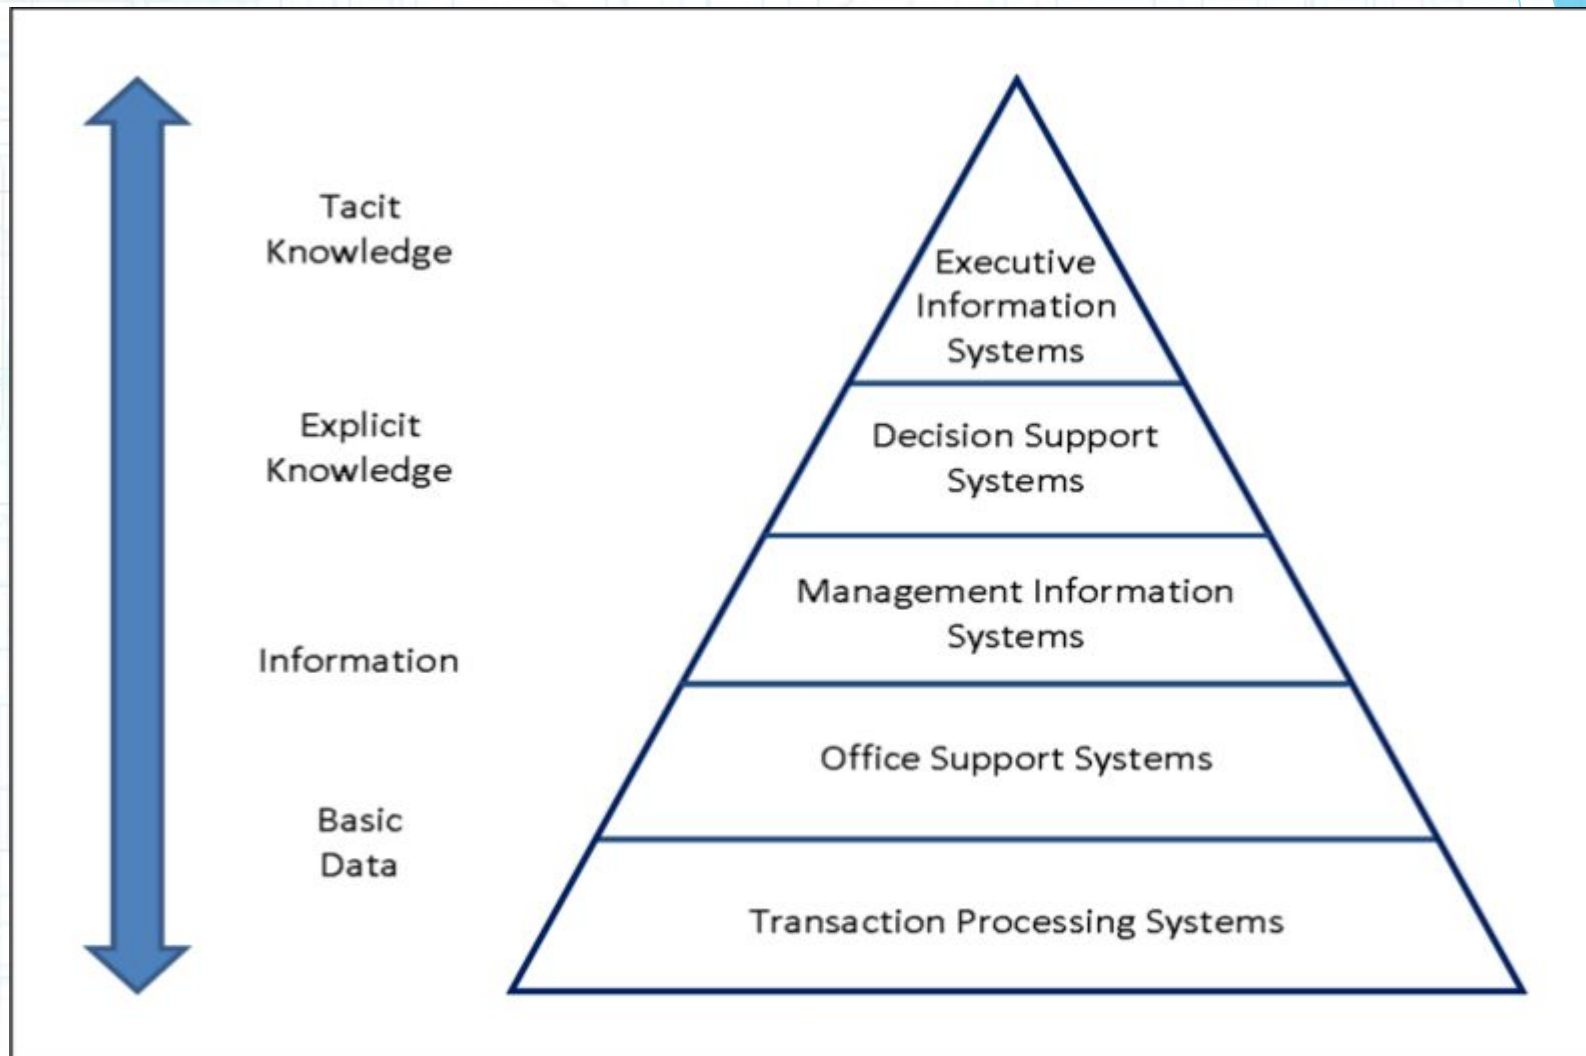 Tacit
Knowledge
Explicit
Knowledge
Information
Basic
Data
Executive
Information
Systems
Decision Support
Systems
Management Information
Systems
Office Support Systems
Transaction Processing Systems